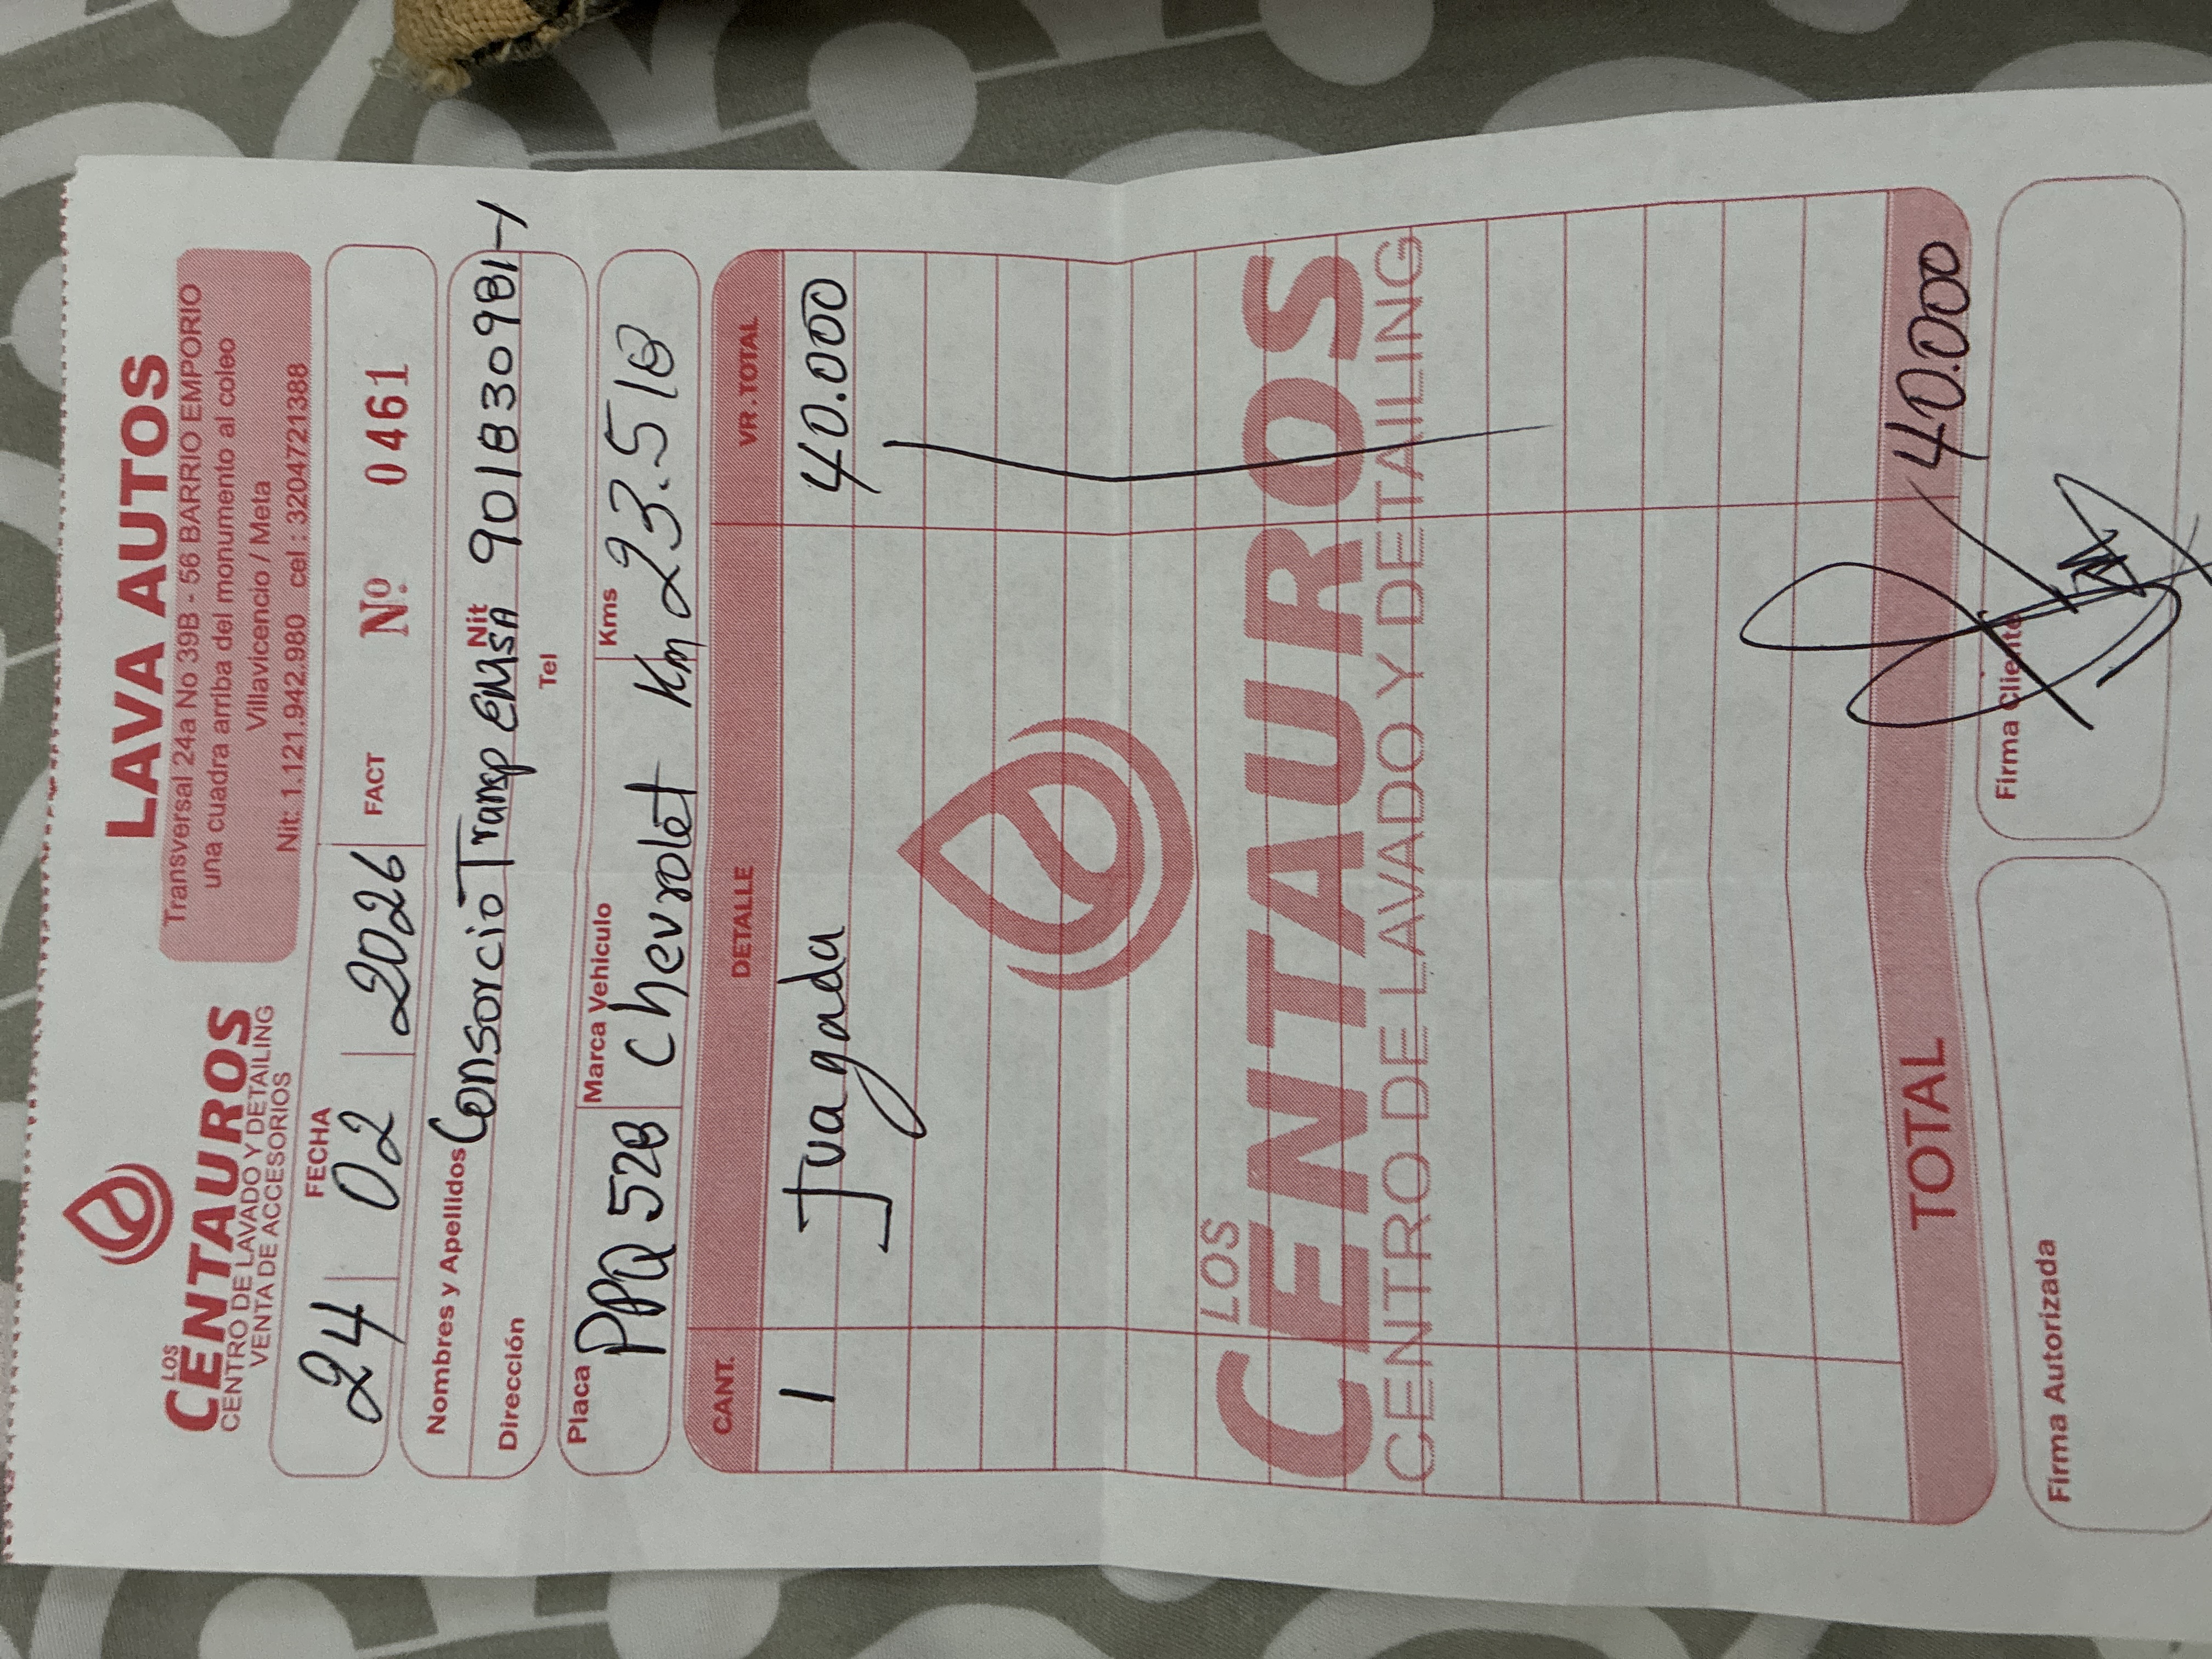 LOS
CENTAUROS
CENTRO DE LAVADO Y DETAILING
VENTA DE ACCESORIOS
LAVA AUTOS
Transversal 24a No 39B - 56 BARRIO EMPORIO
una cuadra arriba del monumento al coleo
Villavicencio / Meta
Nit: 1.121.942.980 cel : 3204721388
FECHA
24 02 2026 FACT Nº 0461
Nombres y Apellidos Consorcio Transp EMSA Nit 901830981-1
Dirección Tel
Placa Marca Vehículo Kms
PPQ 528 Chevrolet Km 23.518
CANT. DETALLE VR. TOTAL
1 Juagada 40.000
LOS
CENTAUROS
CENTRO DE LAVADO Y DETAILING
TOTAL 40.000
Firma Autorizada Firma Cliente